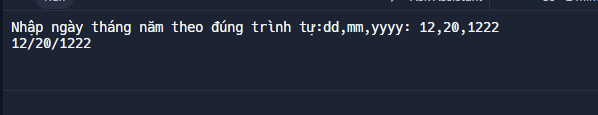 Nhập ngày tháng năm theo đúng trình tự:dd,mm,yyyy: 12,20,1222
12/20/1222